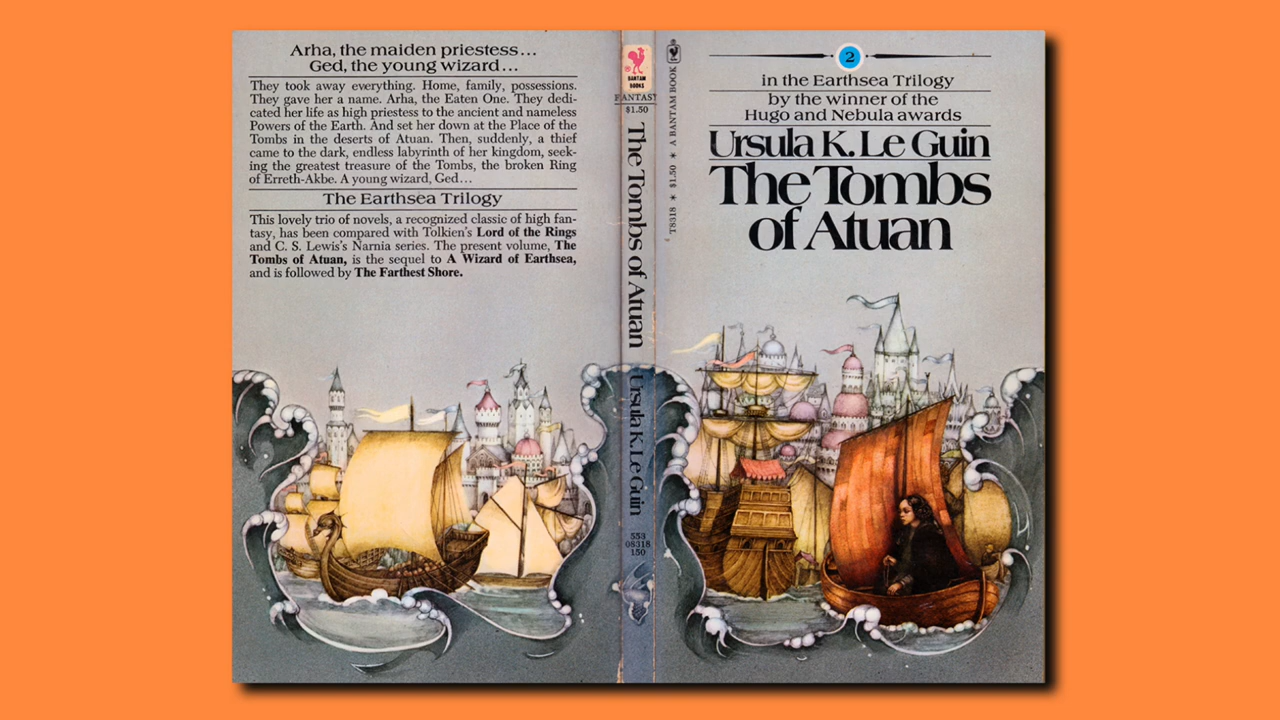 Arha, the maiden priestess...
Ged, the young wizard...
They took away everything. Home, family, possessions.
They gave her a name. Arha, the Eaten One. They dedi-
cated her life as high priestess to the ancient and nameless
Powers of the Earth. And set her down at the Place of the
Tombs in the deserts of Atuan. Then, suddenly, a thief
came to the dark, endless labyrinth of her kingdom, seek-
ing the greatest treasure of the Tombs, the broken Ring
of Erreth-Akbe. A young wizard, Ged...
The Earthsea Trilogy
This lovely trio of novels, a recognized classic of high fan-
tasy, has been compared with Tolkien's Lord of the Rings
and C. S. Lewis's Narnia series. The present volume, The
Tombs of Atuan, is the sequel to A Wizard of Earthsea,
and is followed by The Farthest Shore.
®
BANTAM
BOOKS
FANTASY
$1.50
The Tombs of Atuan
Ursula K. Le Guin
553
08318
150
T8318 * $1.50 * A BANTAM BOOK
2
in the Earthsea Trilogy
by the winner of the
Hugo and Nebula awards
Ursula K. Le Guin
The Tombs
of Atuan